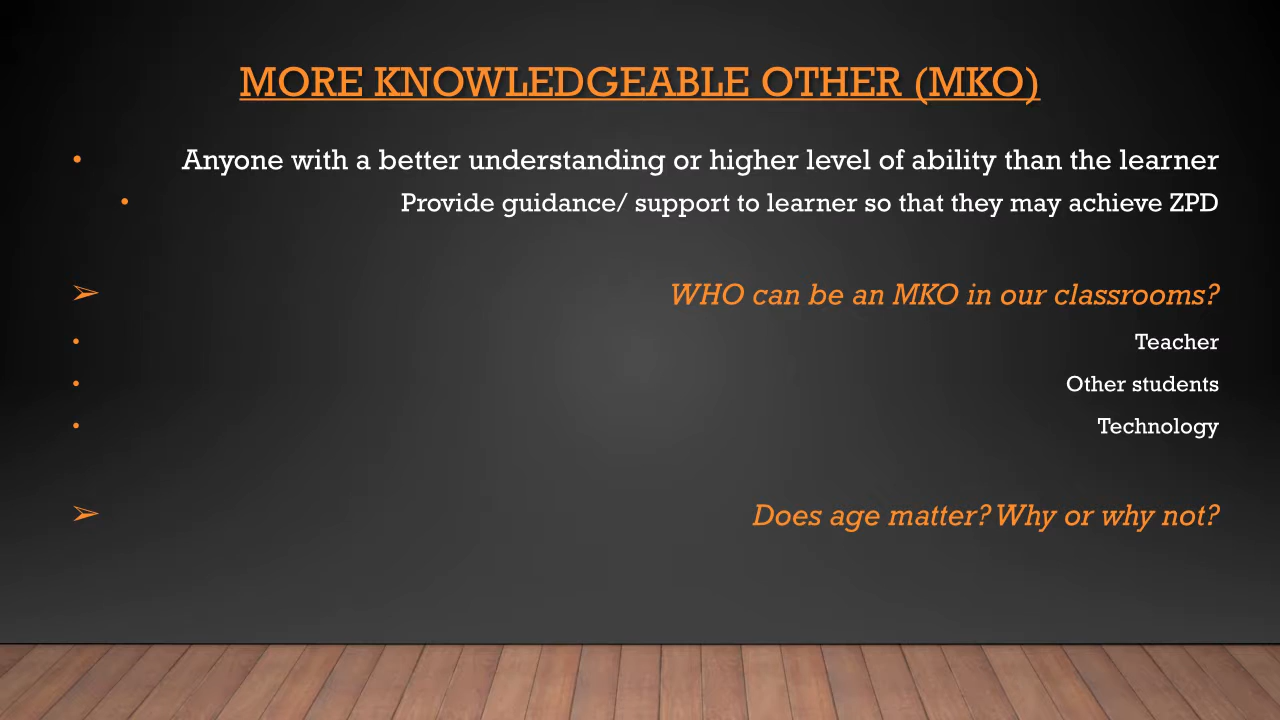 MORE KNOWLEDGEABLE OTHER (MKO)
• Anyone with a better understanding or higher level of ability than the learner
• Provide guidance/ support to learner so that they may achieve ZPD
➢ WHO can be an MKO in our classrooms?
• Teacher
• Other students
• Technology
➢ Does age matter? Why or why not?